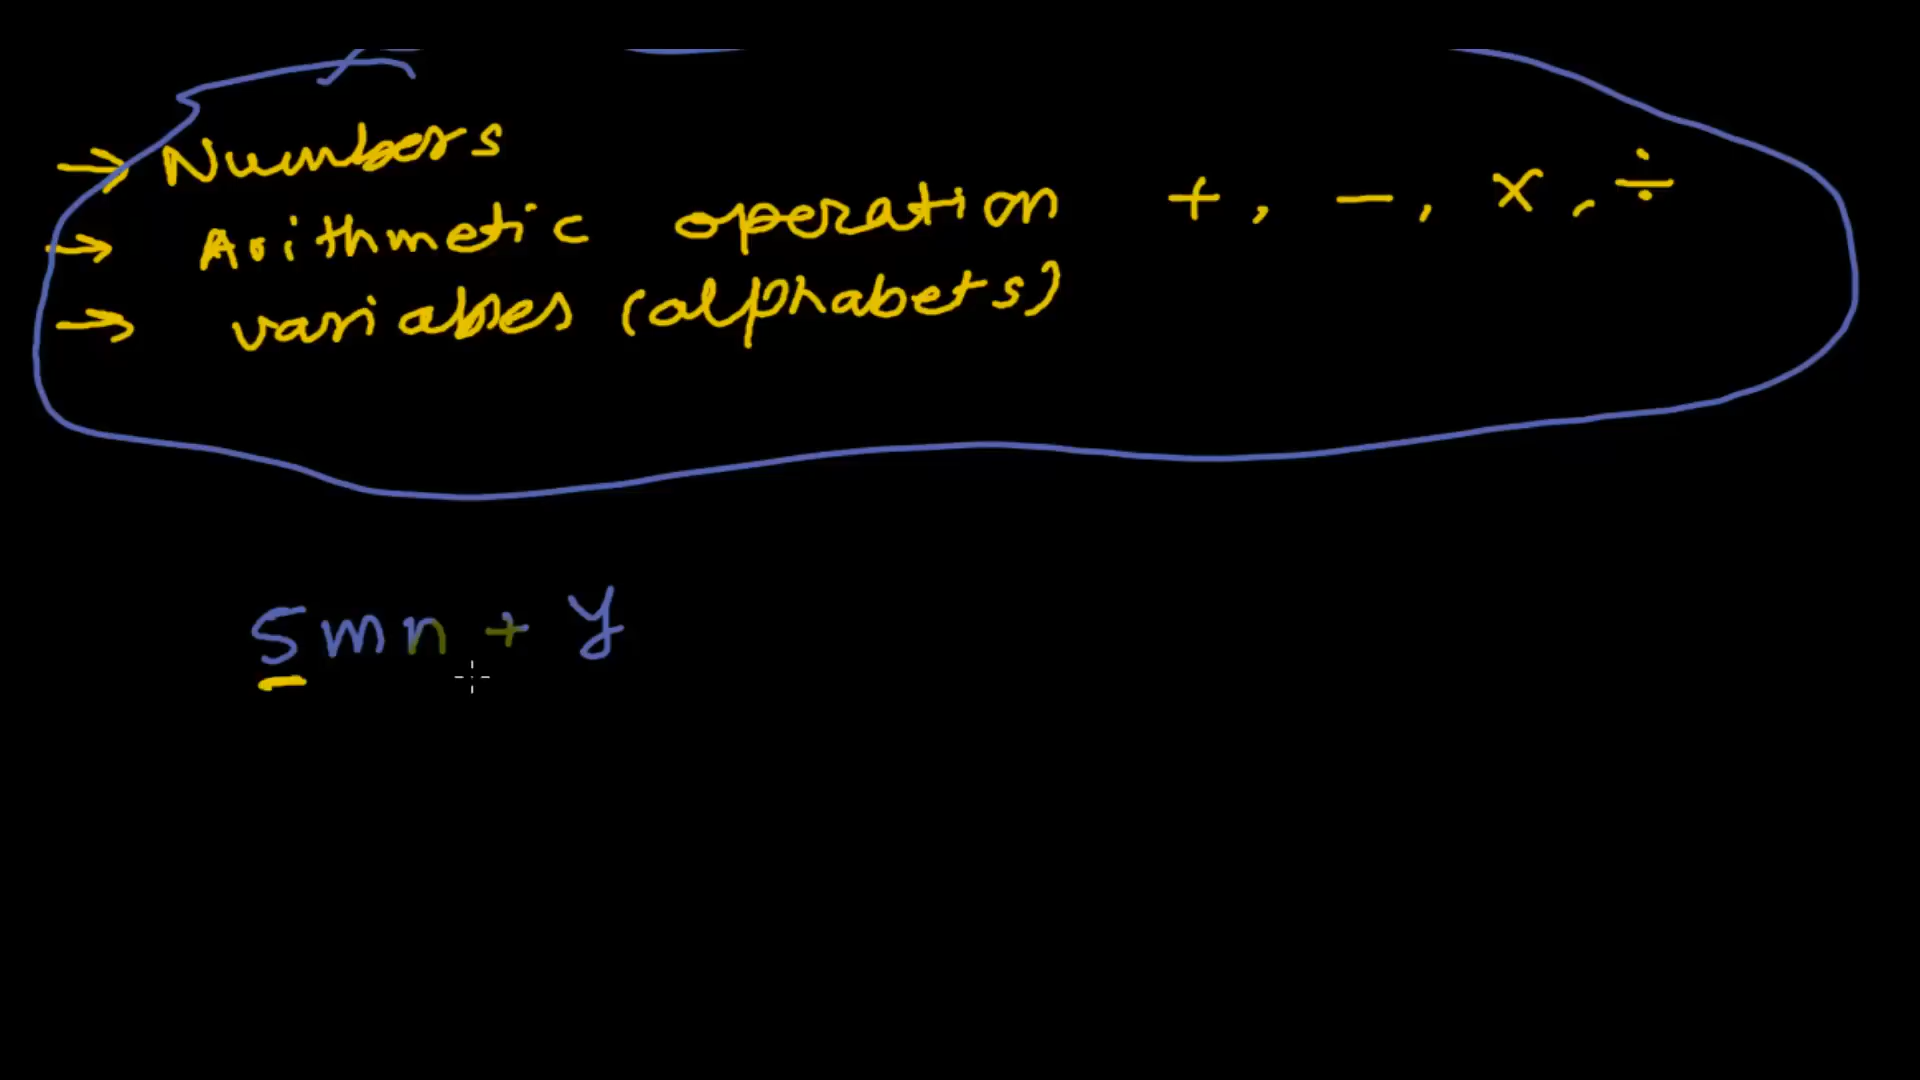 → Numbers
→ Arithmetic operation +, -, x, ÷
→ variables (alphabets)
5mn + y